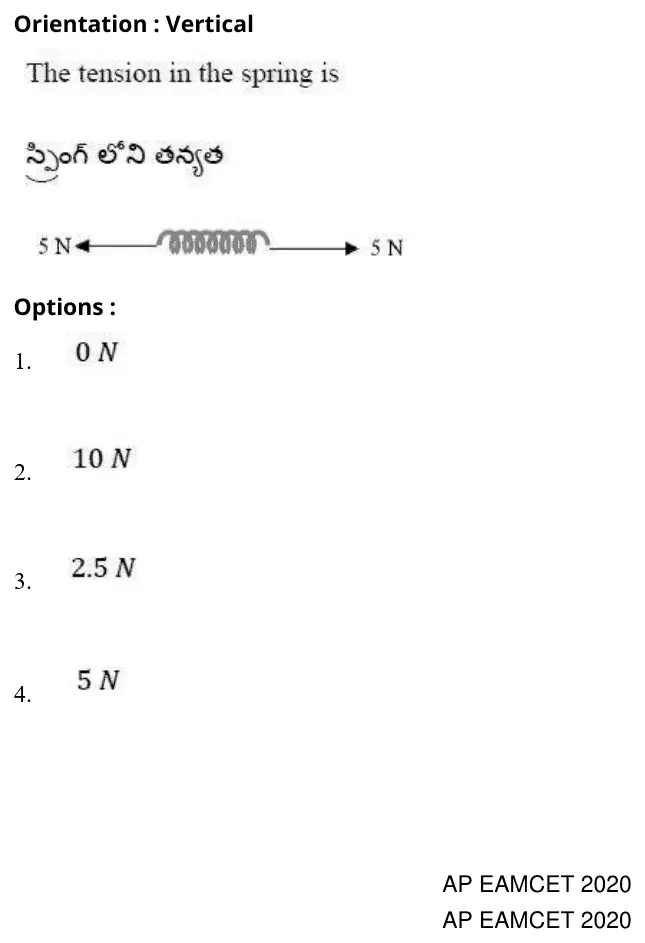 Orientation : Vertical
The tension in the spring is
స్ప్రింగ్ లోని తన్యత
5 N 5 N
Options :
1. 0 N
2. 10 N
3. 2.5 N
4. 5 N
AP EAMCET 2020
AP EAMCET 2020